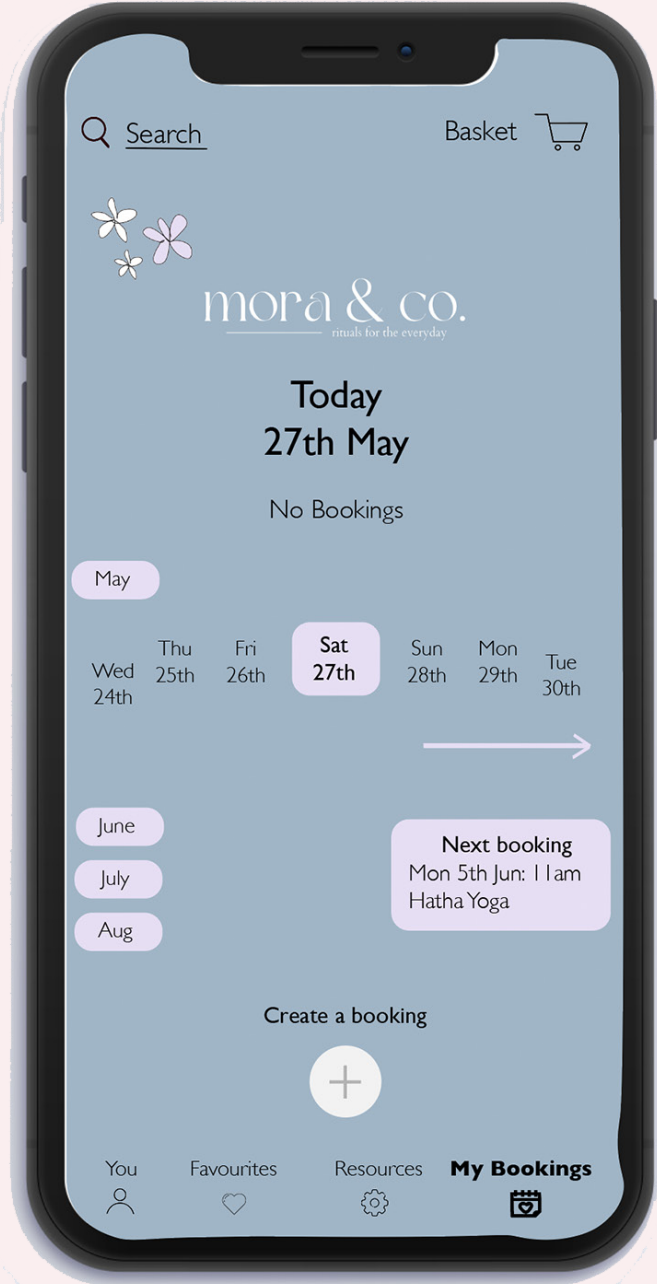 Search
Basket
mora & co.
rituals for the everyday
Today
27th May
No Bookings
May
Wed
24th
Thu
25th
Fri
26th
Sat
27th
Sun
28th
Mon
29th
Tue
30th
June
July
Aug
Next booking
Mon 5th Jun: 11am
Hatha Yoga
Create a booking
You
Favourites
Resources
My Bookings